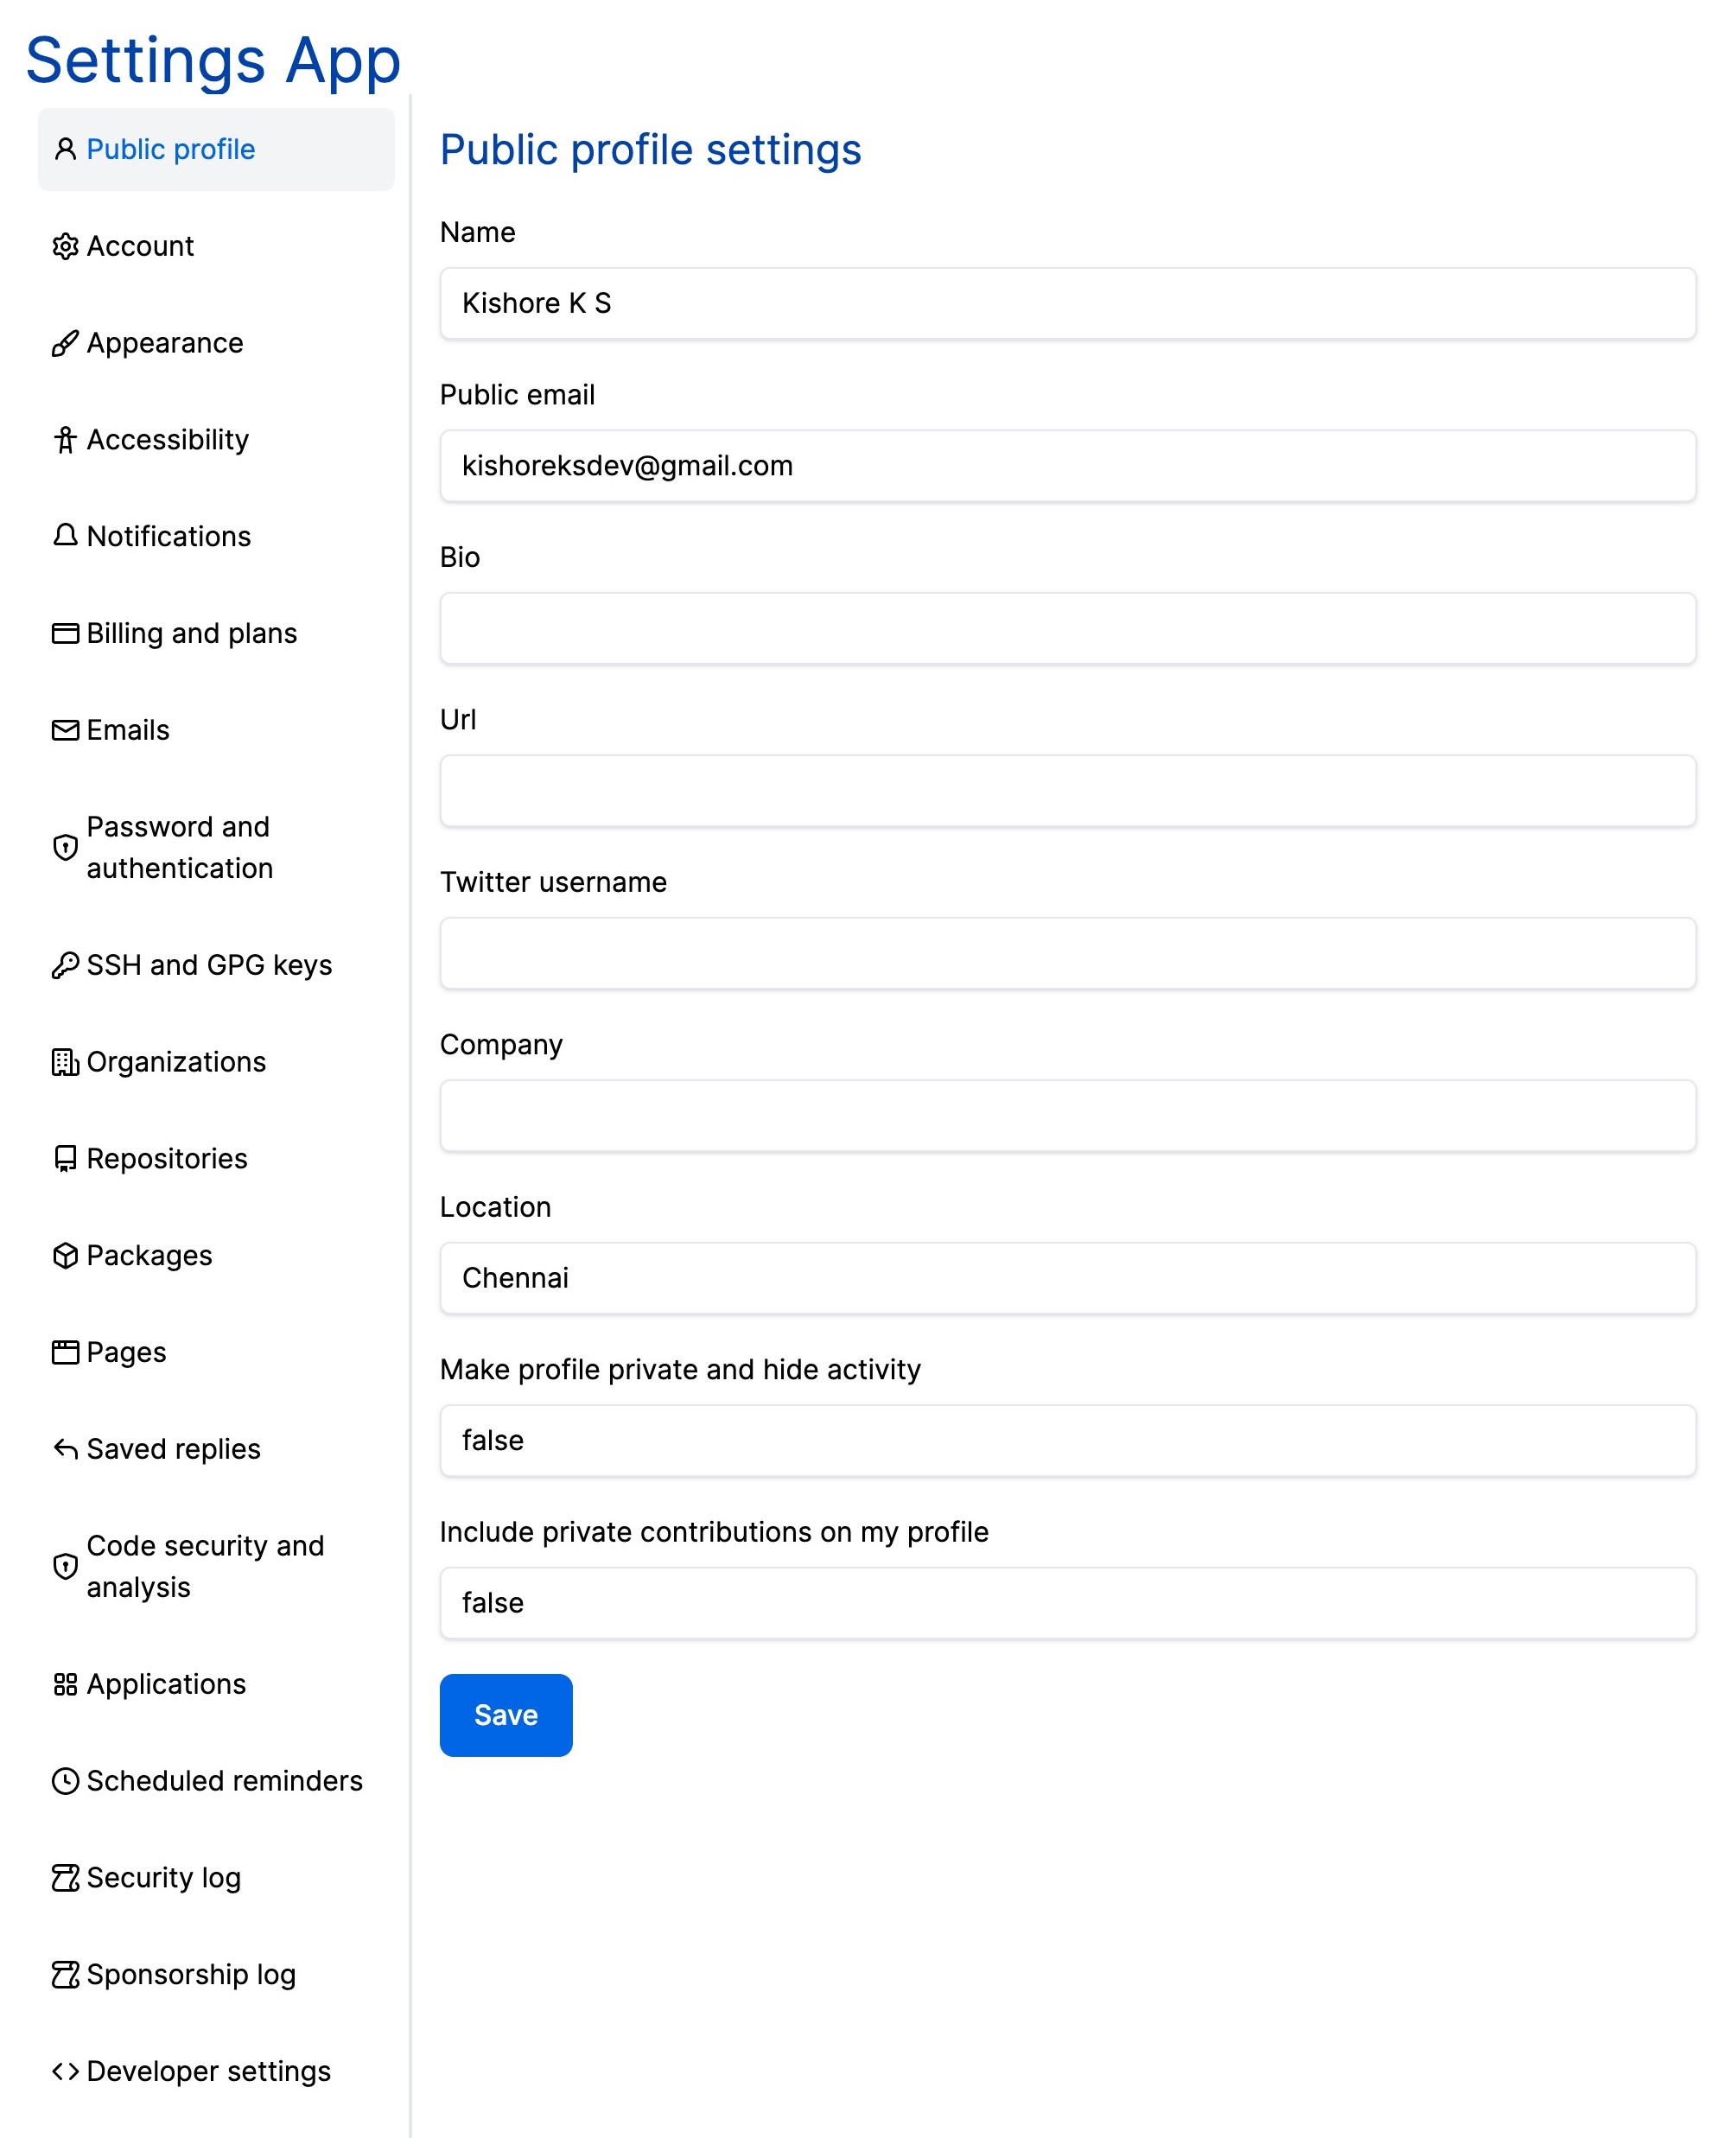 Settings App
Public profile
Account
Appearance
Accessibility
Notifications
Billing and plans
Emails
Password and
authentication
SSH and GPG keys
Organizations
Repositories
Packages
Pages
Saved replies
Code security and
analysis
Applications
Scheduled reminders
Security log
Sponsorship log
Developer settings
Public profile settings
Name
Kishore K S
Public email
kishoreksdev@gmail.com
Bio
Url
Twitter username
Company
Location
Chennai
Make profile private and hide activity
false
Include private contributions on my profile
false
Save